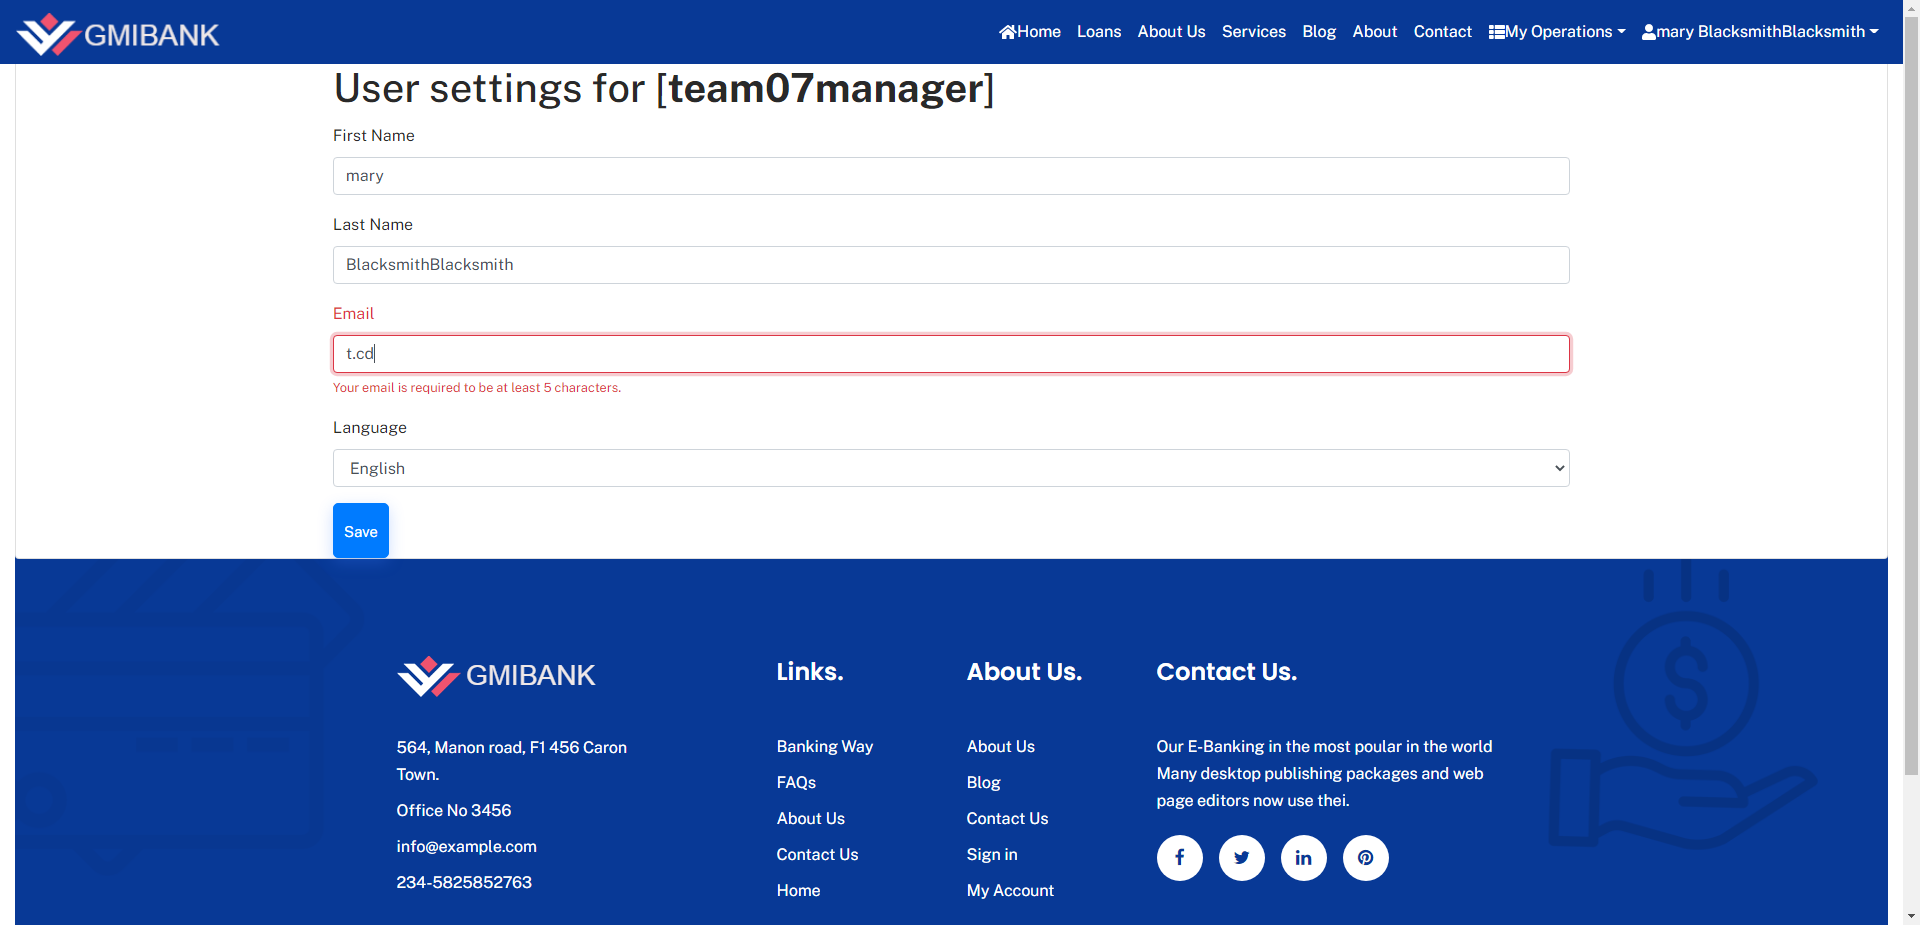 GMIBANK
Home Loans About Us Services Blog About Contact My Operations mary BlacksmithBlacksmith
User settings for [team07manager]
First Name
mary
Last Name
BlacksmithBlacksmith
Email
t.cd
Your email is required to be at least 5 characters.
Language
English
Save
GMIBANK
564, Manon road, F1 456 Caron
Town.
Office No 3456
info@example.com
234-5825852763
Links.
Banking Way
FAQs
About Us
Contact Us
Home
About Us.
About Us
Blog
Contact Us
Sign in
My Account
Contact Us.
Our E-Banking in the most poular in the world
Many desktop publishing packages and web
page editors now use thei.